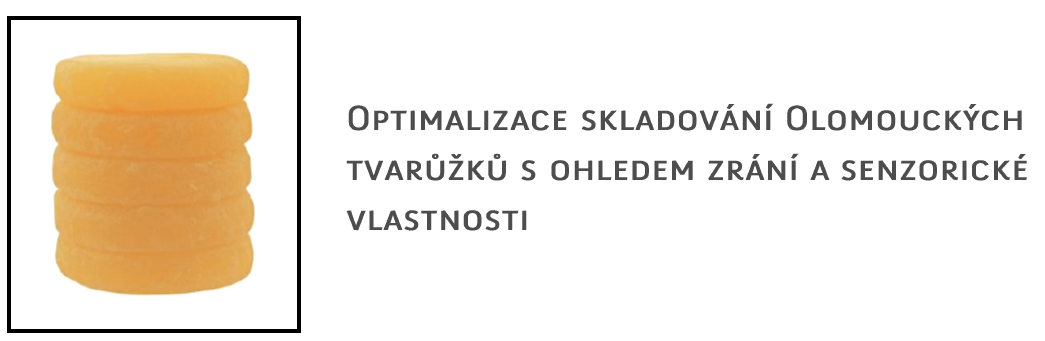 Optimalizace skladování Olomouckých
tvarůžků s ohledem zrání a senzorické
vlastnosti